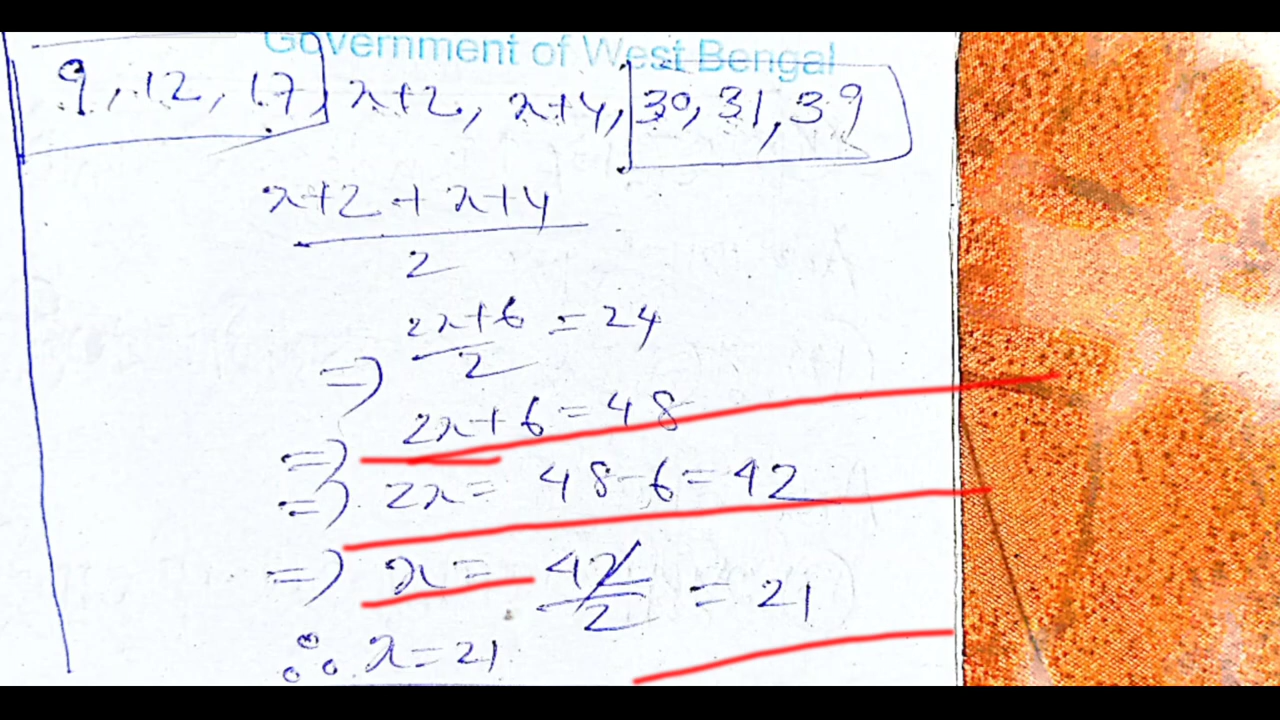 Government of West Bengal
9, 12, 17, x+2, x+4, 30, 31, 39
x+2 + x+4
2
⇒ 2x+6 = 24
2
⇒ 2x+6 = 48
⇒ 2x = 48-6 = 42
⇒ x = 42 = 21
2
∴ x = 21